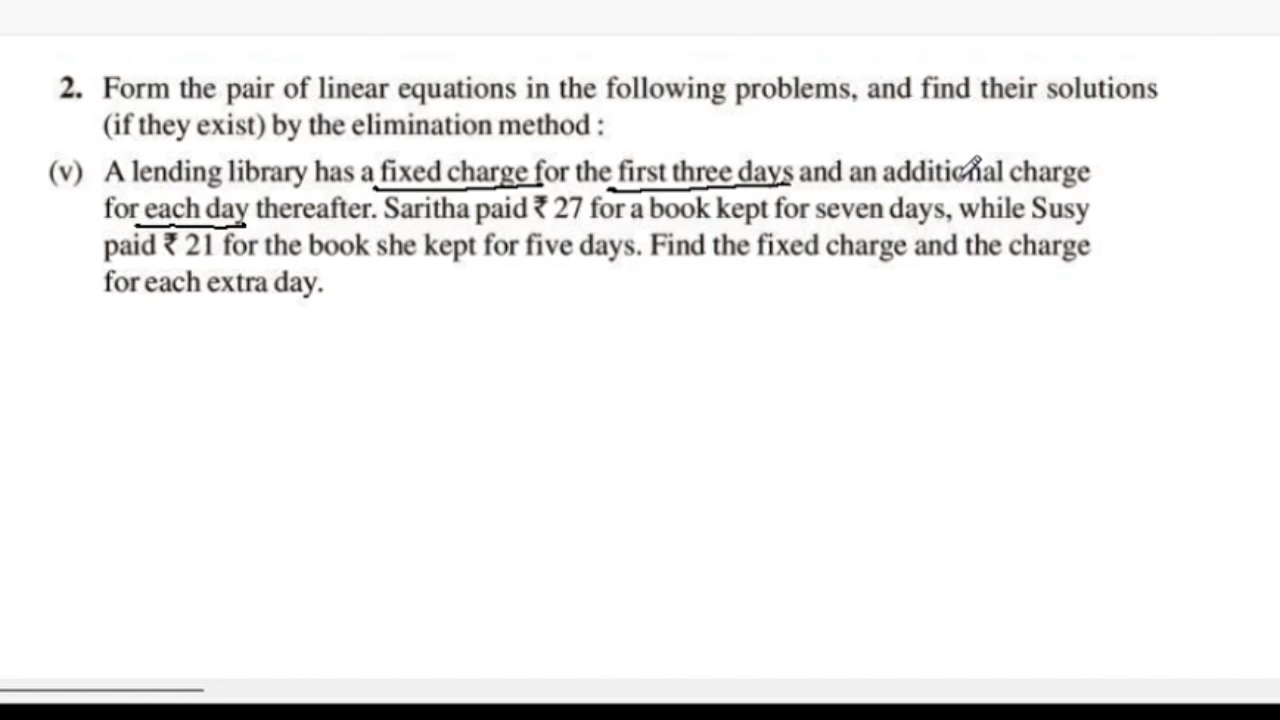 2. Form the pair of linear equations in the following problems, and find their solutions
(if they exist) by the elimination method :
(v) A lending library has a fixed charge for the first three days and an additional charge
for each day thereafter. Saritha paid ₹ 27 for a book kept for seven days, while Susy
paid ₹ 21 for the book she kept for five days. Find the fixed charge and the charge
for each extra day.